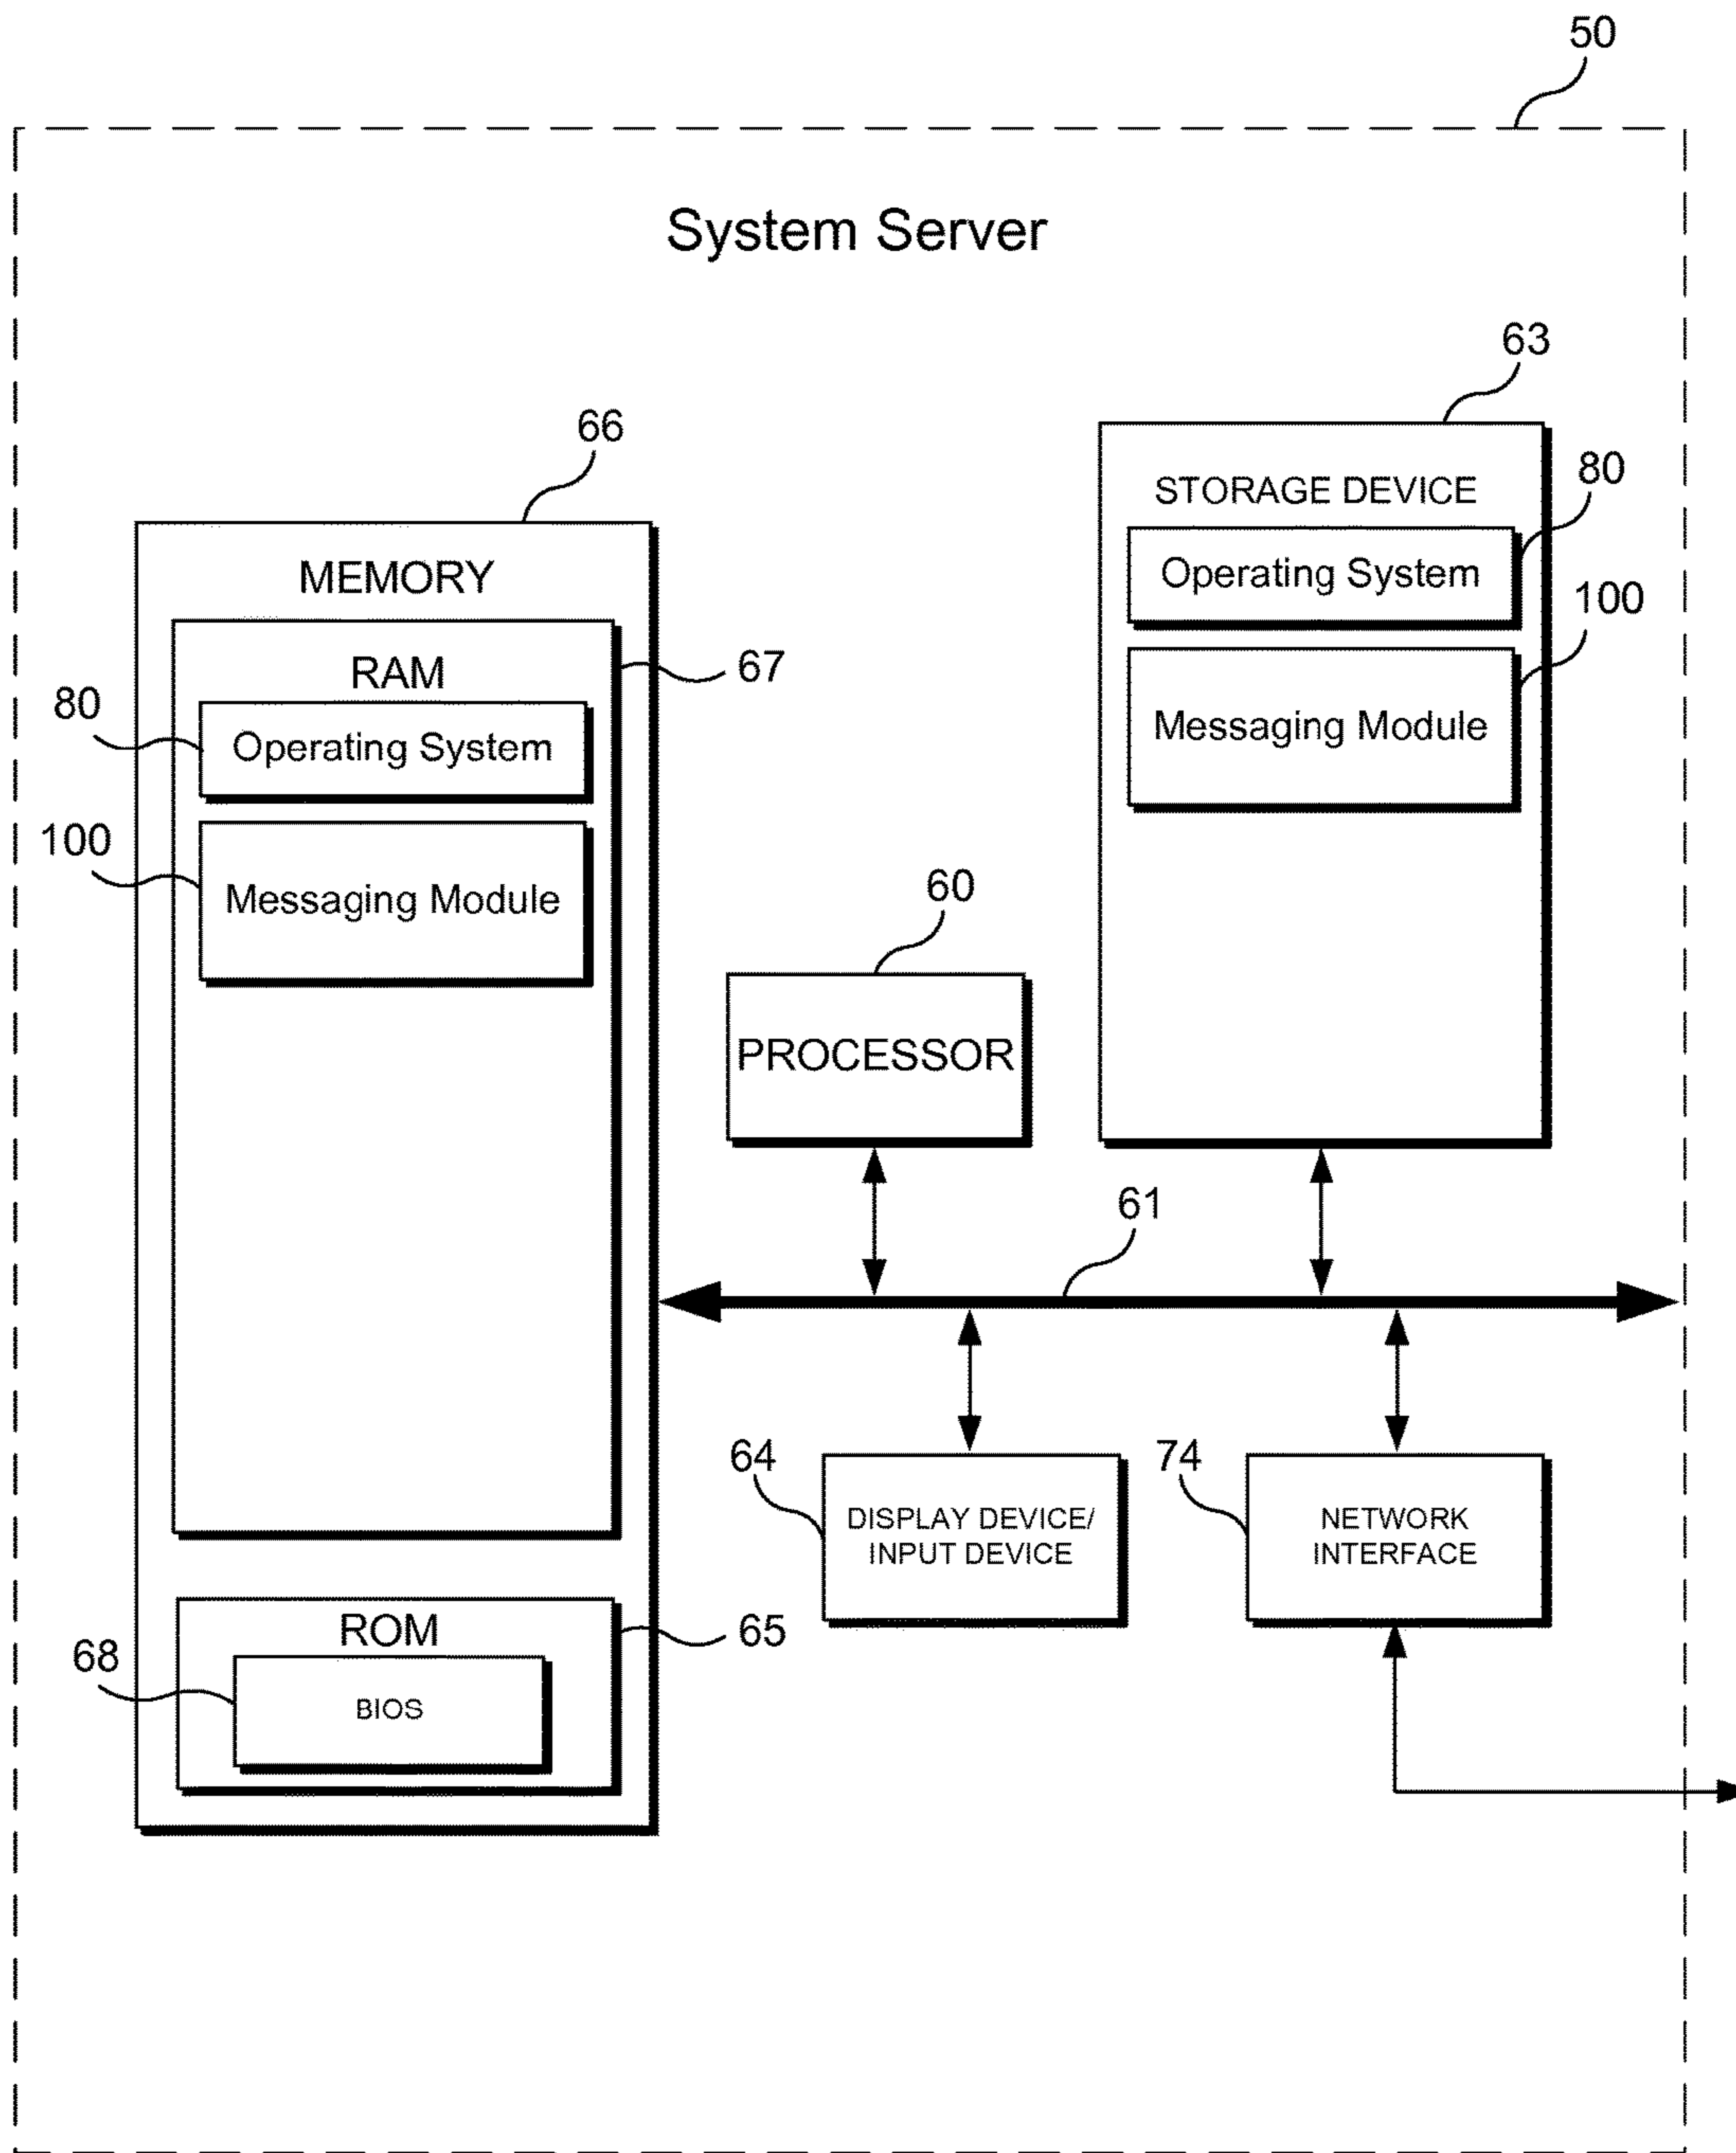 50
System Server
63
66
STORAGE DEVICE
80
Operating System
100
Messaging Module
MEMORY
RAM
67
80
Operating System
100
Messaging Module
60
PROCESSOR
61
64
DISPLAY DEVICE/
INPUT DEVICE
74
NETWORK
INTERFACE
ROM
65
68
BIOS